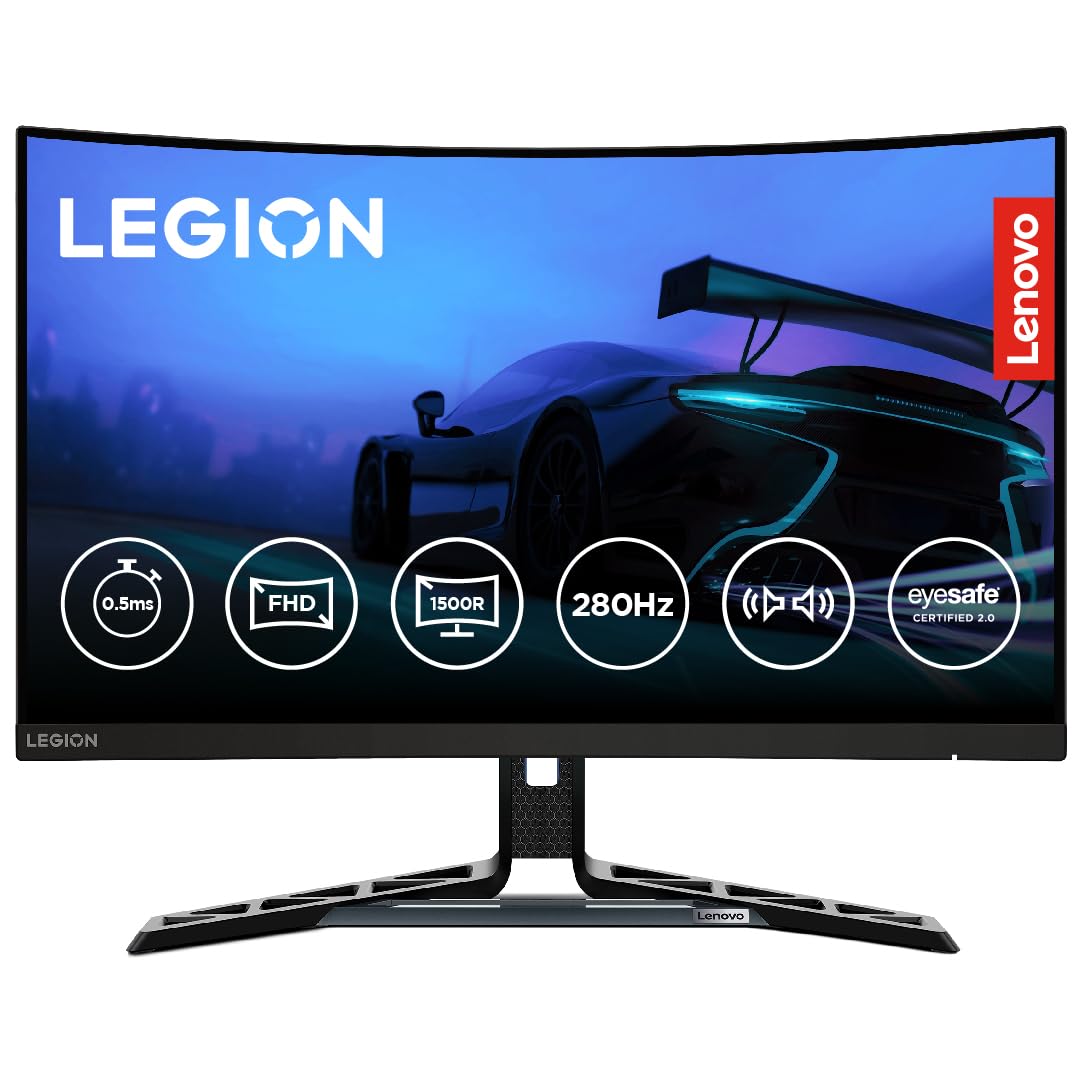 LEGION
Lenovo
0.5ms
FHD
1500R
280Hz
eyesafe®
CERTIFIED 2.0
LEGION
Lenovo